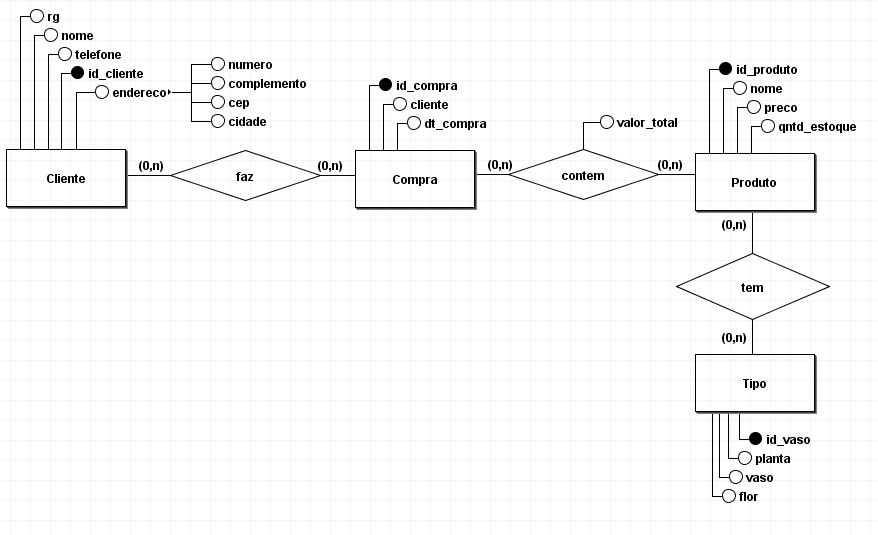 rg
nome
telefone
id_cliente
endereco
numero
complemento
cep
cidade
Cliente
(0,n)
faz
(0,n)
id_compra
cliente
dt_compra
Compra
(0,n)
contem
valor_total
(0,n)
id_produto
nome
preco
qntd_estoque
Produto
(0,n)
tem
(0,n)
Tipo
id_vaso
planta
vaso
flor